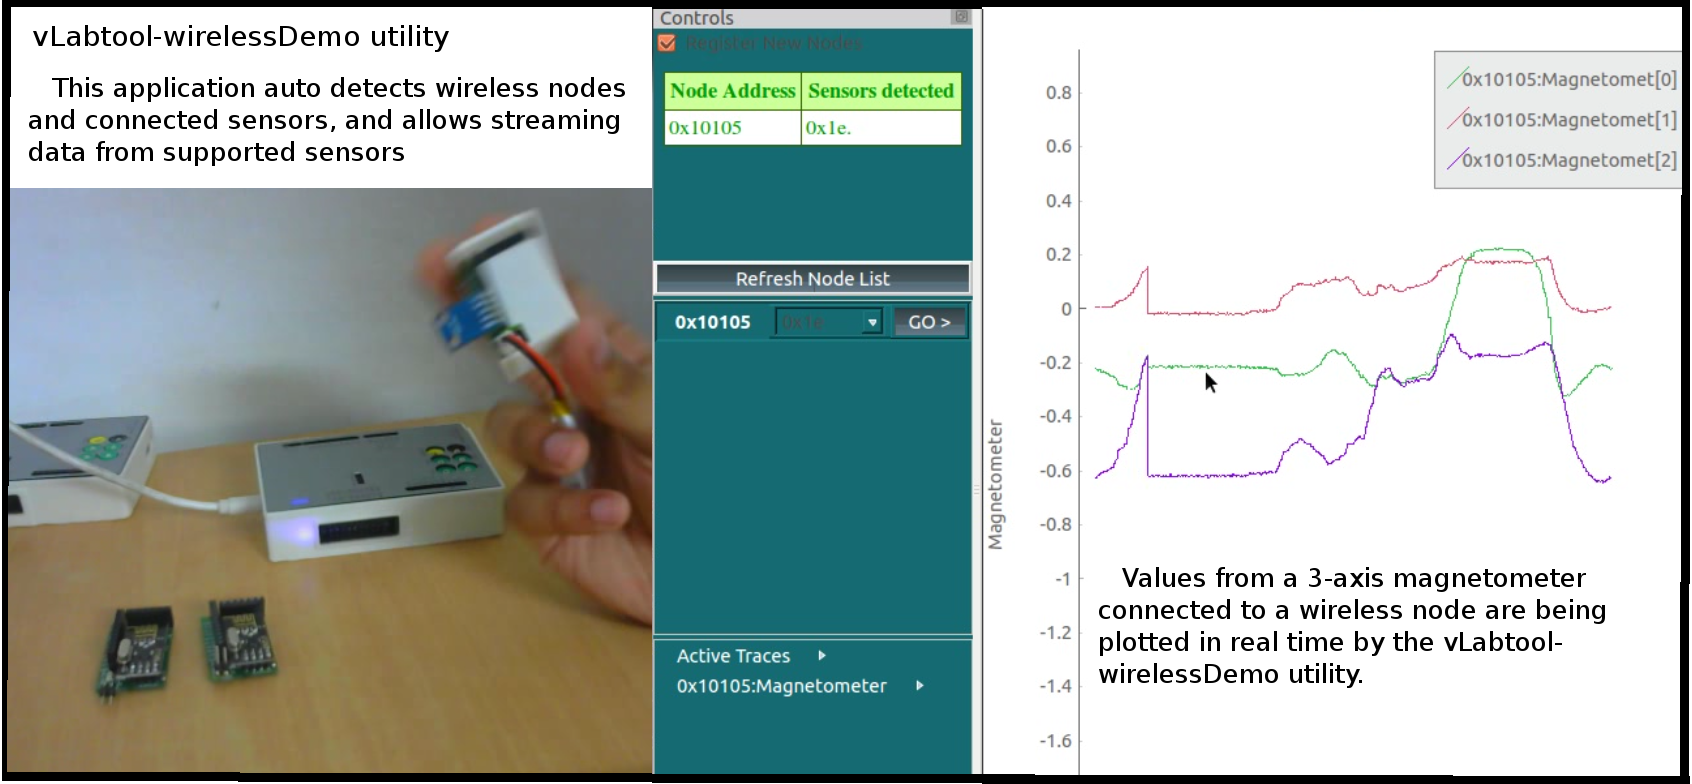 vLabtool-wirelessDemo utility
This application auto detects wireless nodes
and connected sensors, and allows streaming
data from supported sensors
Controls
Register New Nodes
Node Address Sensors detected
0x10105 0x1e.
Refresh Node List
0x10105 0x1e GO >
Active Traces
0x10105:Magnetometer
0x10105:Magnetomet[0]
0x10105:Magnetomet[1]
0x10105:Magnetomet[2]
Magnetometer
0.8
0.6
0.4
0.2
0
-0.2
-0.4
-0.6
-0.8
-1
-1.2
-1.4
-1.6
Values from a 3-axis magnetometer
connected to a wireless node are being
plotted in real time by the vLabtool-
wirelessDemo utility.